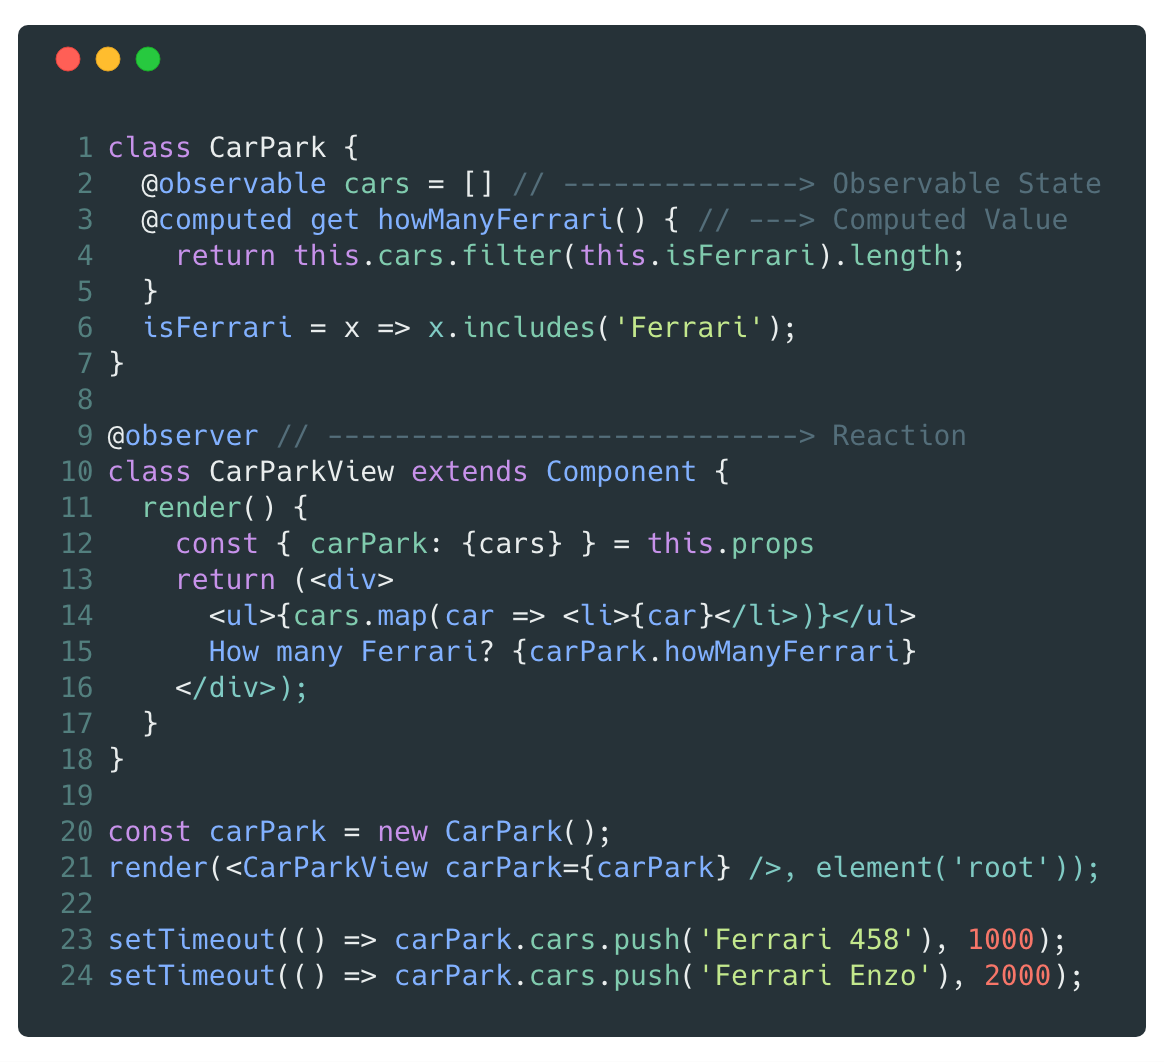 1 class CarPark {
2   @observable cars = [] // --------------> Observable State
3   @computed get howManyFerrari() { // ---> Computed Value
4     return this.cars.filter(this.isFerrari).length;
5   }
6   isFerrari = x => x.includes('Ferrari');
7 }
8
9 @observer // ----------------------------> Reaction
10 class CarParkView extends Component {
11   render() {
12     const { carPark: {cars} } = this.props
13     return (<div>
14       <ul>{cars.map(car => <li>{car}</li>)}</ul>
15       How many Ferrari? {carPark.howManyFerrari}
16     </div>);
17   }
18 }
19
20 const carPark = new CarPark();
21 render(<CarParkView carPark={carPark} />, element('root'));
22
23 setTimeout(() => carPark.cars.push('Ferrari 458'), 1000);
24 setTimeout(() => carPark.cars.push('Ferrari Enzo'), 2000);